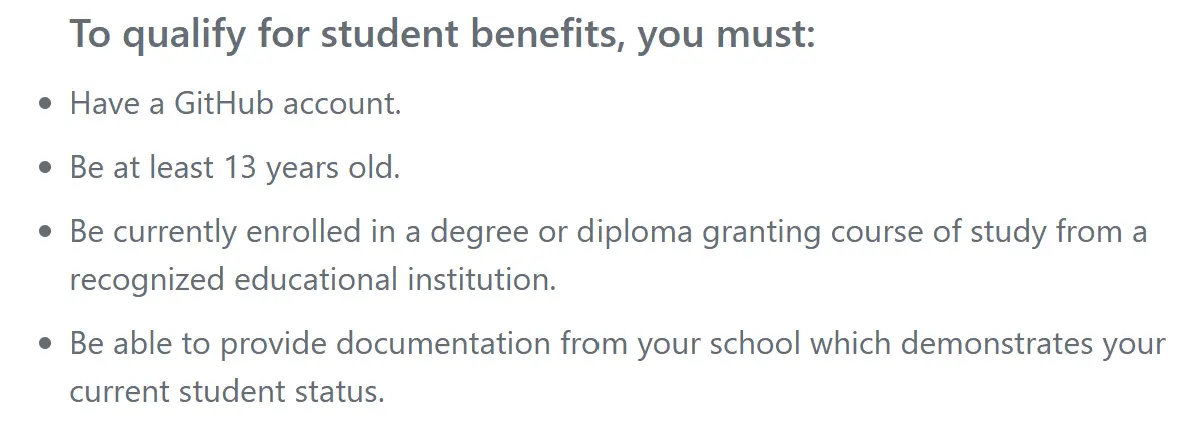 To qualify for student benefits, you must:
• Have a GitHub account.
• Be at least 13 years old.
• Be currently enrolled in a degree or diploma granting course of study from a
recognized educational institution.
• Be able to provide documentation from your school which demonstrates your
current student status.